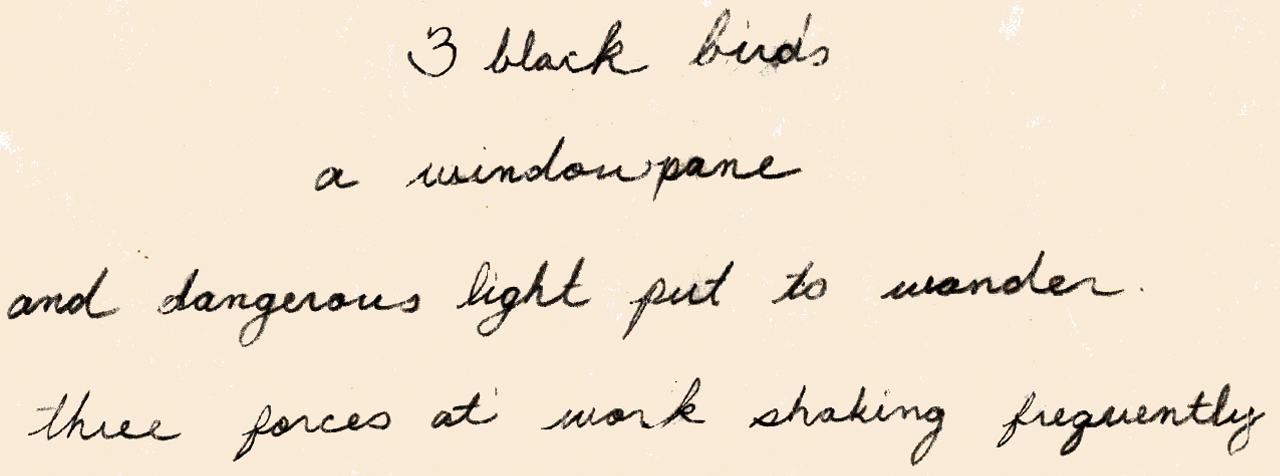 3 black birds
a windowpane
and dangerous light put to wander.
three forces at work shaking frequently